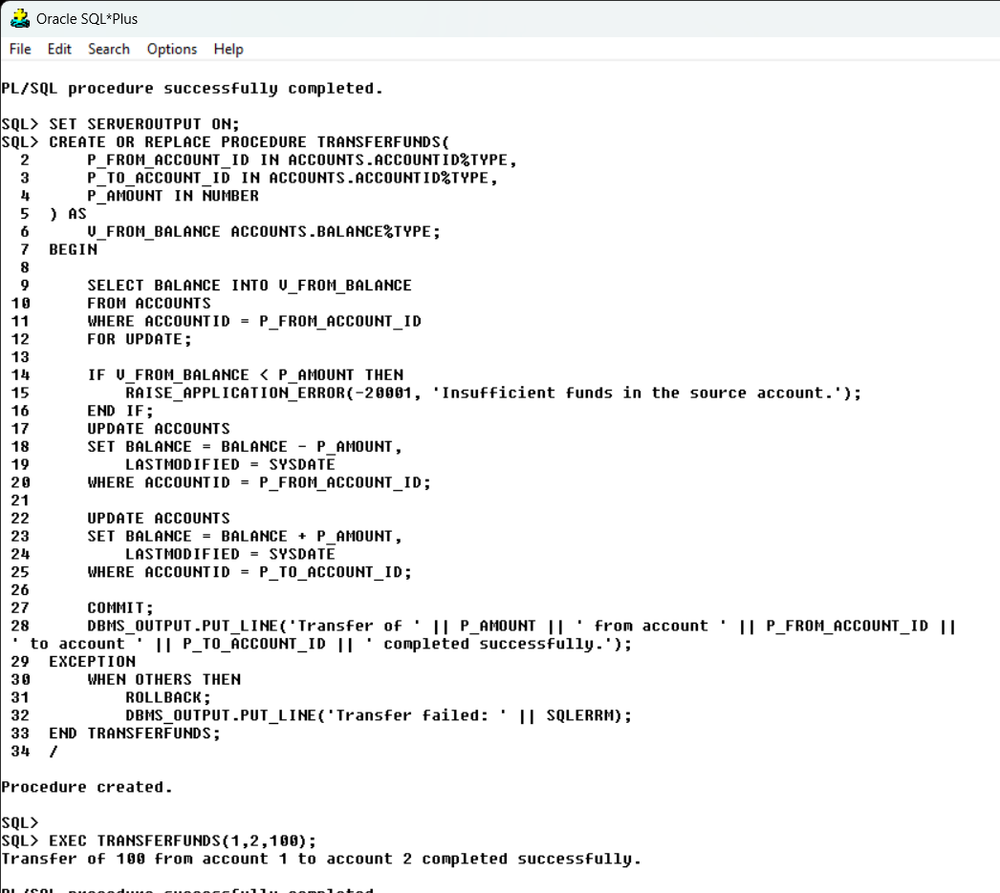 Oracle SQL*Plus
File Edit Search Options Help
PL/SQL procedure successfully completed.
SQL> SET SERVEROUTPUT ON;
SQL> CREATE OR REPLACE PROCEDURE TRANSFERFUNDS(
  2      P_FROM_ACCOUNT_ID IN ACCOUNTS.ACCOUNTID%TYPE,
  3      P_TO_ACCOUNT_ID IN ACCOUNTS.ACCOUNTID%TYPE,
  4      P_AMOUNT IN NUMBER
  5  ) AS
  6      V_FROM_BALANCE ACCOUNTS.BALANCE%TYPE;
  7  BEGIN
  8
  9      SELECT BALANCE INTO V_FROM_BALANCE
 10      FROM ACCOUNTS
 11      WHERE ACCOUNTID = P_FROM_ACCOUNT_ID
 12      FOR UPDATE;
 13
 14      IF V_FROM_BALANCE < P_AMOUNT THEN
 15          RAISE_APPLICATION_ERROR(-20001, 'Insufficient funds in the source account.');
 16      END IF;
 17      UPDATE ACCOUNTS
 18      SET BALANCE = BALANCE - P_AMOUNT,
 19          LASTMODIFIED = SYSDATE
 20      WHERE ACCOUNTID = P_FROM_ACCOUNT_ID;
 21
 22      UPDATE ACCOUNTS
 23      SET BALANCE = BALANCE + P_AMOUNT,
 24          LASTMODIFIED = SYSDATE
 25      WHERE ACCOUNTID = P_TO_ACCOUNT_ID;
 26
 27      COMMIT;
 28      DBMS_OUTPUT.PUT_LINE('Transfer of ' || P_AMOUNT || ' from account ' || P_FROM_ACCOUNT_ID ||
 ' to account ' || P_TO_ACCOUNT_ID || ' completed successfully.');
 29  EXCEPTION
 30      WHEN OTHERS THEN
 31          ROLLBACK;
 32          DBMS_OUTPUT.PUT_LINE('Transfer failed: ' || SQLERRM);
 33  END TRANSFERFUNDS;
 34  /
Procedure created.
SQL>
SQL> EXEC TRANSFERFUNDS(1,2,100);
Transfer of 100 from account 1 to account 2 completed successfully.
PL/SQL procedure successfully completed.